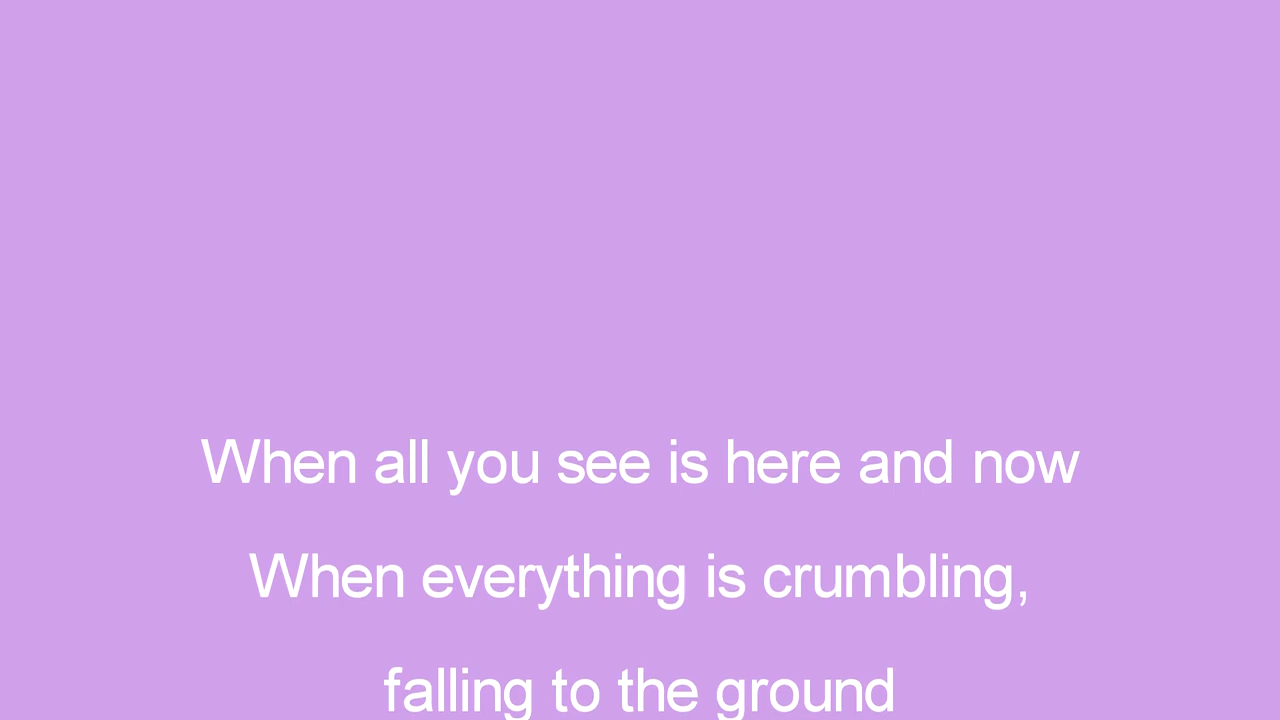 When all you see is here and now
When everything is crumbling,
falling to the ground